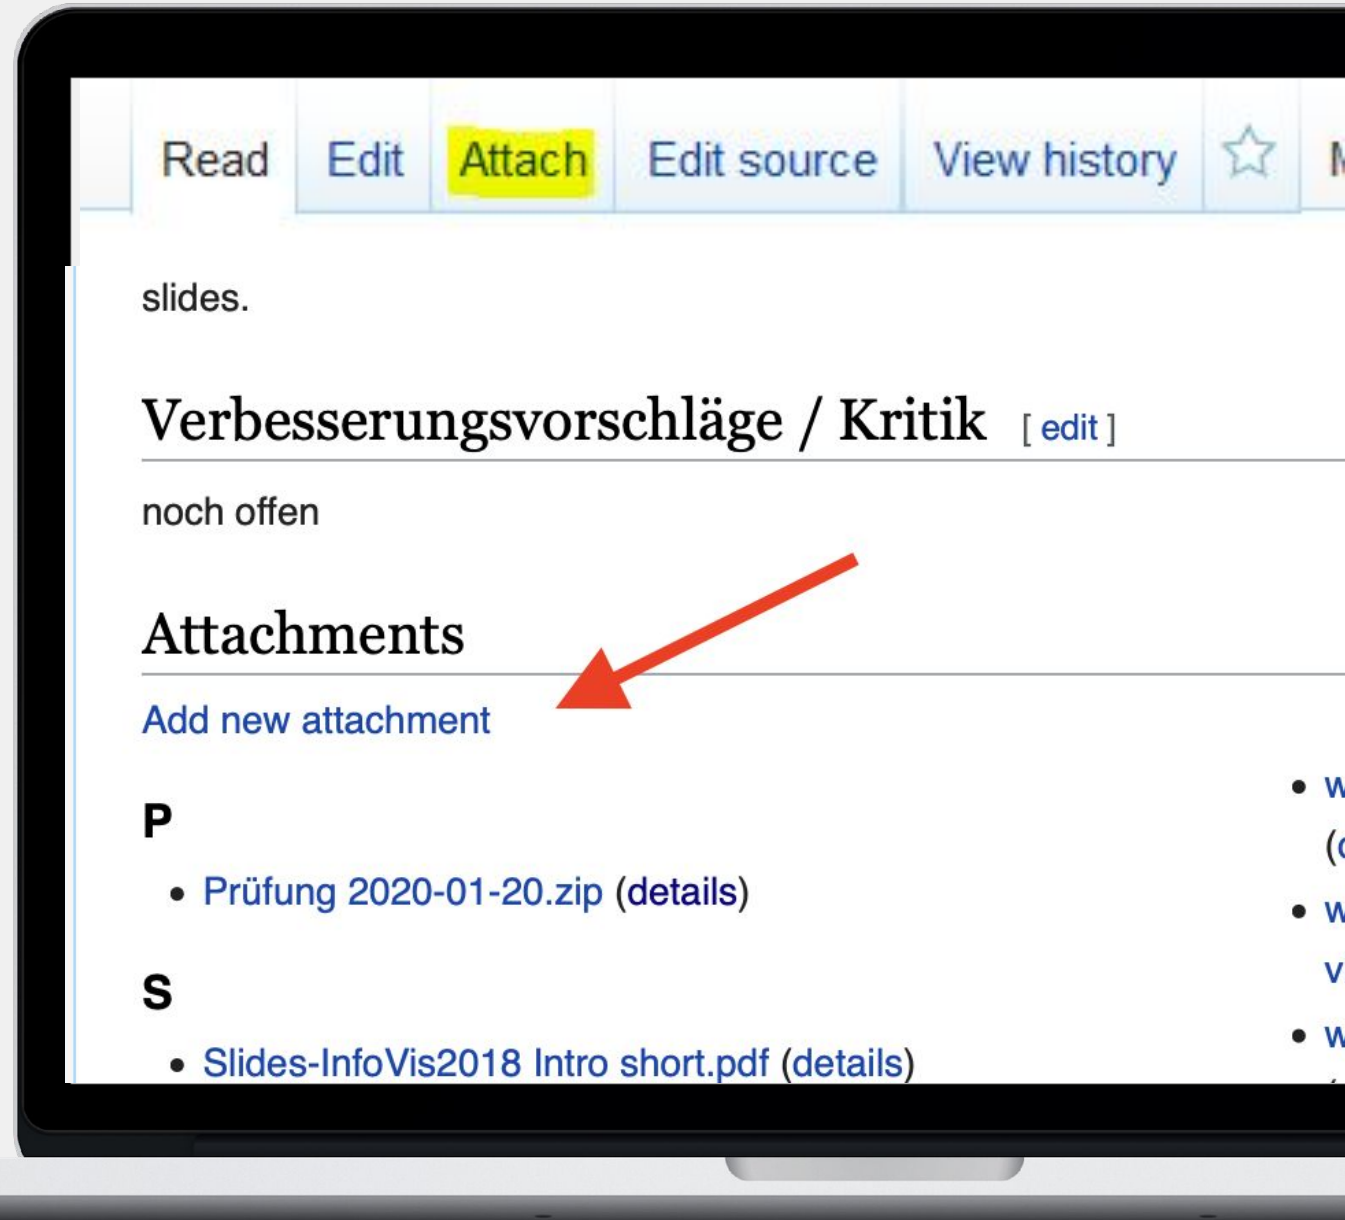 Read Edit Attach Edit source View history
slides.
Verbesserungsvorschläge / Kritik [ edit ]
noch offen
Attachments
Add new attachment
P
• Prüfung 2020-01-20.zip (details)
S
• Slides-InfoVis2018 Intro short.pdf (details)